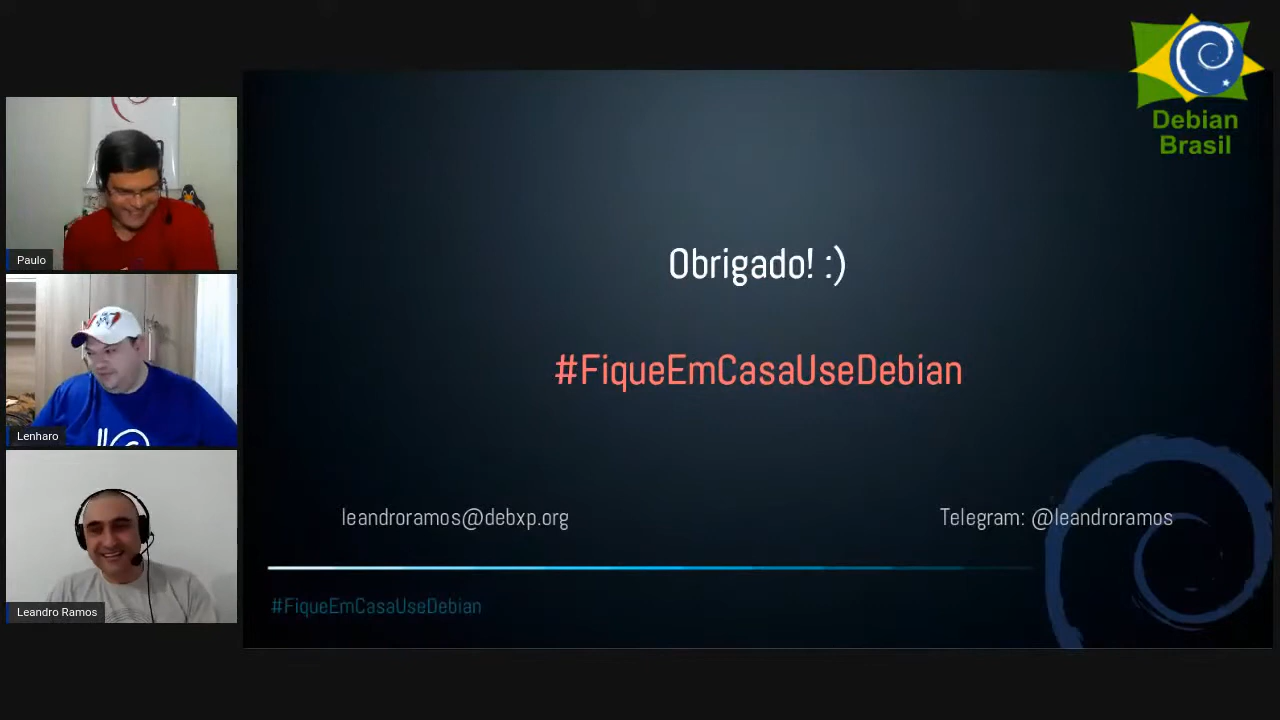 Debian
Brasil
Paulo
Lenharo
Leandro Ramos
Obrigado! :)
#FiqueEmCasaUseDebian
leandroramos@debxp.org
Telegram: @leandroramos
#FiqueEmCasaUseDebian